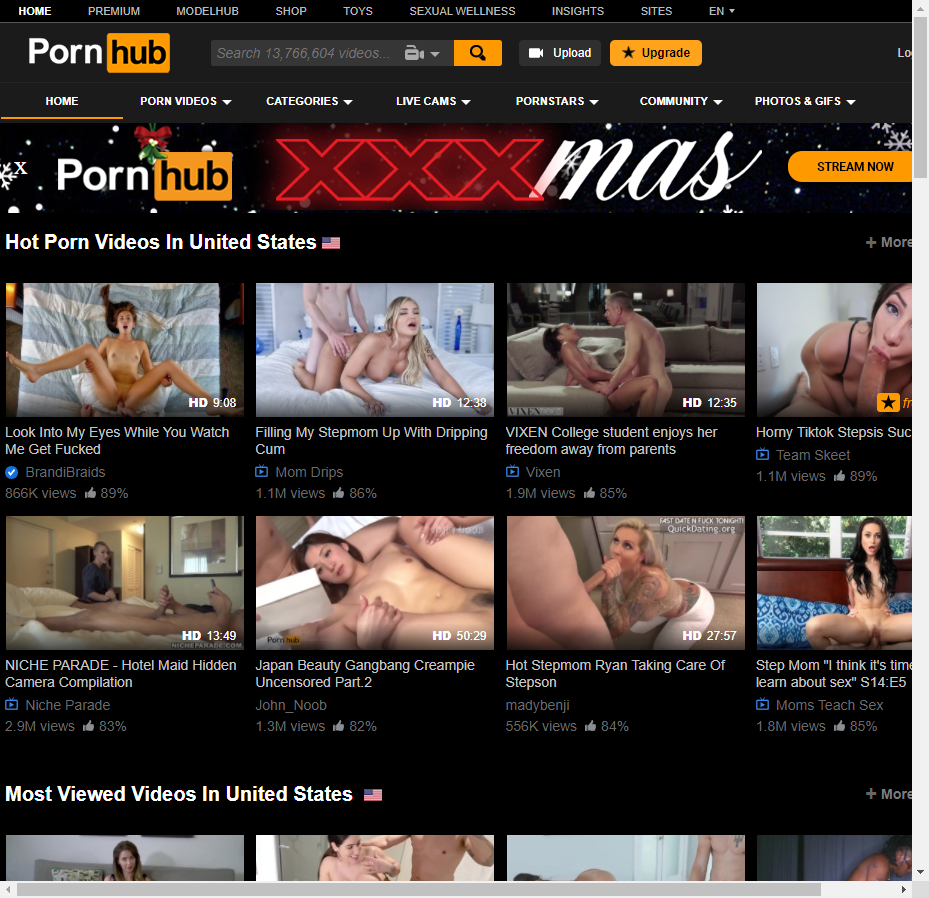 HOME PREMIUM MODELHUB SHOP TOYS SEXUAL WELLNESS INSIGHTS SITES EN
Pornhub
Search 13,766,604 videos...
Upload
Upgrade
HOME PORN VIDEOS CATEGORIES LIVE CAMS PORNSTARS COMMUNITY PHOTOS & GIFS
X
Pornhub
XXXmas
STREAM NOW
Hot Porn Videos In United States
+ More
HD 9:08
HD 12:38
VIXEN
HD 12:35
Look Into My Eyes While You Watch
Me Get Fucked
BrandiBraids
866K views 89%
Filling My Stepmom Up With Dripping
Cum
Mom Drips
1.1M views 86%
VIXEN College student enjoys her
freedom away from parents
Vixen
1.9M views 85%
Horny Tiktok Stepsis Suc
Team Skeet
1.1M views 89%
NICHEPARADE.COM
HD 13:49
Pornhub
HD 50:29
FAST DATE N FUCK TONIGHT
QuickDating.org
HD 27:57
NICHE PARADE - Hotel Maid Hidden
Camera Compilation
Niche Parade
2.9M views 83%
Japan Beauty Gangbang Creampie
Uncensored Part.2
John_Noob
1.3M views 82%
Hot Stepmom Ryan Taking Care Of
Stepson
madybenji
556K views 84%
Step Mom "I think it's time
learn about sex" S14:E5
Moms Teach Sex
1.8M views 85%
Most Viewed Videos In United States
+ More